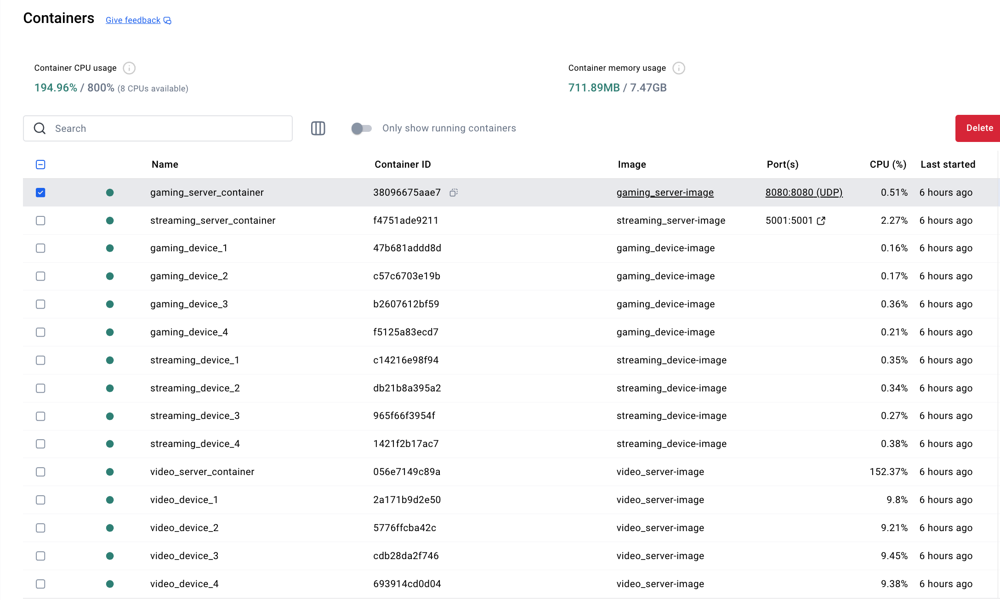 Containers Give feedback
Container CPU usage
194.96% / 800% (8 CPUs available)
Container memory usage
711.89MB / 7.47GB
Search Only show running containers Delete
Name Container ID Image Port(s) CPU (%) Last started
gaming_server_container 38096675aae7 gaming_server-image 8080:8080 (UDP) 0.51% 6 hours ago
streaming_server_container f4751ade9211 streaming_server-image 5001:5001 2.27% 6 hours ago
gaming_device_1 47b681addd8d gaming_device-image 0.16% 6 hours ago
gaming_device_2 c57c6703e19b gaming_device-image 0.17% 6 hours ago
gaming_device_3 b2607612bf59 gaming_device-image 0.36% 6 hours ago
gaming_device_4 f5125a83ecd7 gaming_device-image 0.21% 6 hours ago
streaming_device_1 c14216e98f94 streaming_device-image 0.35% 6 hours ago
streaming_device_2 db21b8a395a2 streaming_device-image 0.34% 6 hours ago
streaming_device_3 965f66f3954f streaming_device-image 0.27% 6 hours ago
streaming_device_4 1421f2b17ac7 streaming_device-image 0.38% 6 hours ago
video_server_container 056e7149c89a video_server-image 152.37% 6 hours ago
video_device_1 2a171b9d2e50 video_server-image 9.8% 6 hours ago
video_device_2 5776ffcba42c video_server-image 9.21% 6 hours ago
video_device_3 cdb28da2f746 video_server-image 9.45% 6 hours ago
video_device_4 693914cd0d04 video_server-image 9.38% 6 hours ago